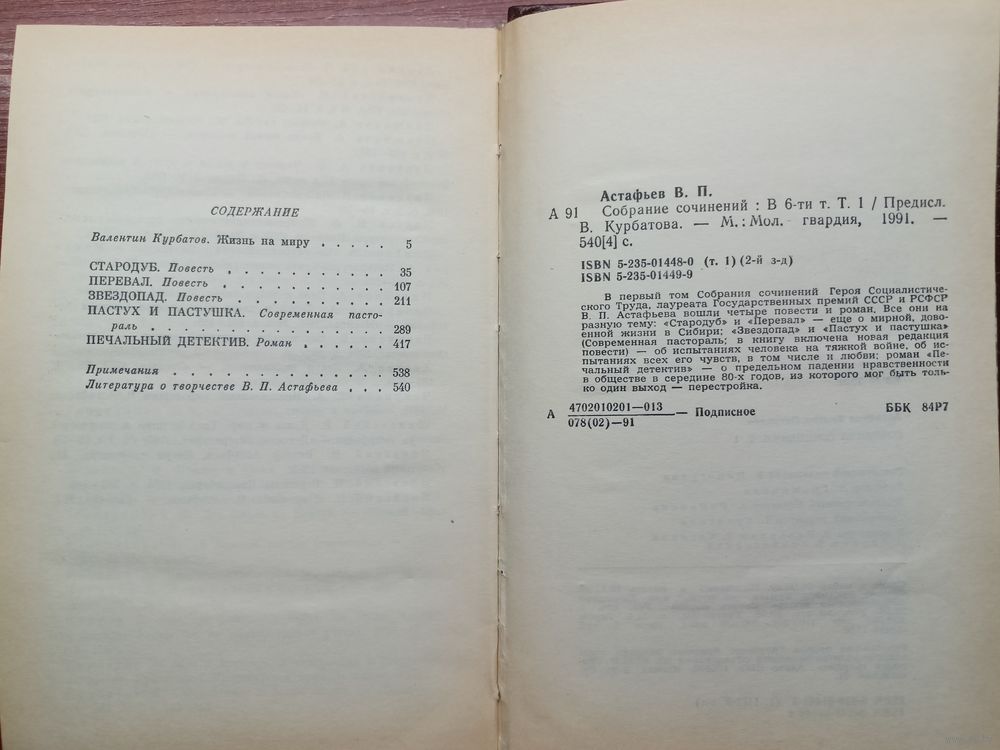 СОДЕРЖАНИЕ
Валентин Курбатов. Жизнь на миру . . . . . 5
СТАРОДУБ. Повесть . . . . . . . . . . 35
ПЕРЕВАЛ. Повесть . . . . . . . . . . 107
ЗВЕЗДОПАД. Повесть . . . . . . . . . 211
ПАСТУХ И ПАСТУШКА. Современная пасто-
раль . . . . . . . . . . . . . . . 289
ПЕЧАЛЬНЫЙ ДЕТЕКТИВ. Роман . . . . . . 417
Примечания . . . . . . . . . . . . . 538
Литература о творчестве В. П. Астафьева . . . 540
Астафьев В. П.
А 91 Собрание сочинений : В 6-ти т. Т. 1 / Предисл.
В. Курбатова. — М. : Мол. гвардия, 1991. —
540[4] с.
ISBN 5-235-01448-0 (т. 1) (2-й з-д)
ISBN 5-235-01449-9
В первый том Собрания сочинений Героя Социалистиче-
ского Труда, лауреата Государственных премий СССР и РСФСР
В. П. Астафьева вошли четыре повести и роман. Все они на
разную тему: «Стародуб» и «Перевал» — еще о мирной, дово-
енной жизни в Сибири; «Звездопад» и «Пастух и пастушка»
(Современная пастораль; в книгу включена новая редакция
повести) — об испытаниях человека на тяжкой войне, об ис-
пытаниях всех его чувств, в том числе и любви; роман «Пе-
чальный детектив» — о предельном падении нравственности
в обществе в середине 80-х годов, из которого мог быть толь-
ко один выход — перестройка.
А 4702010201—013 — Подписное ББК 84Р7
078(02)—91